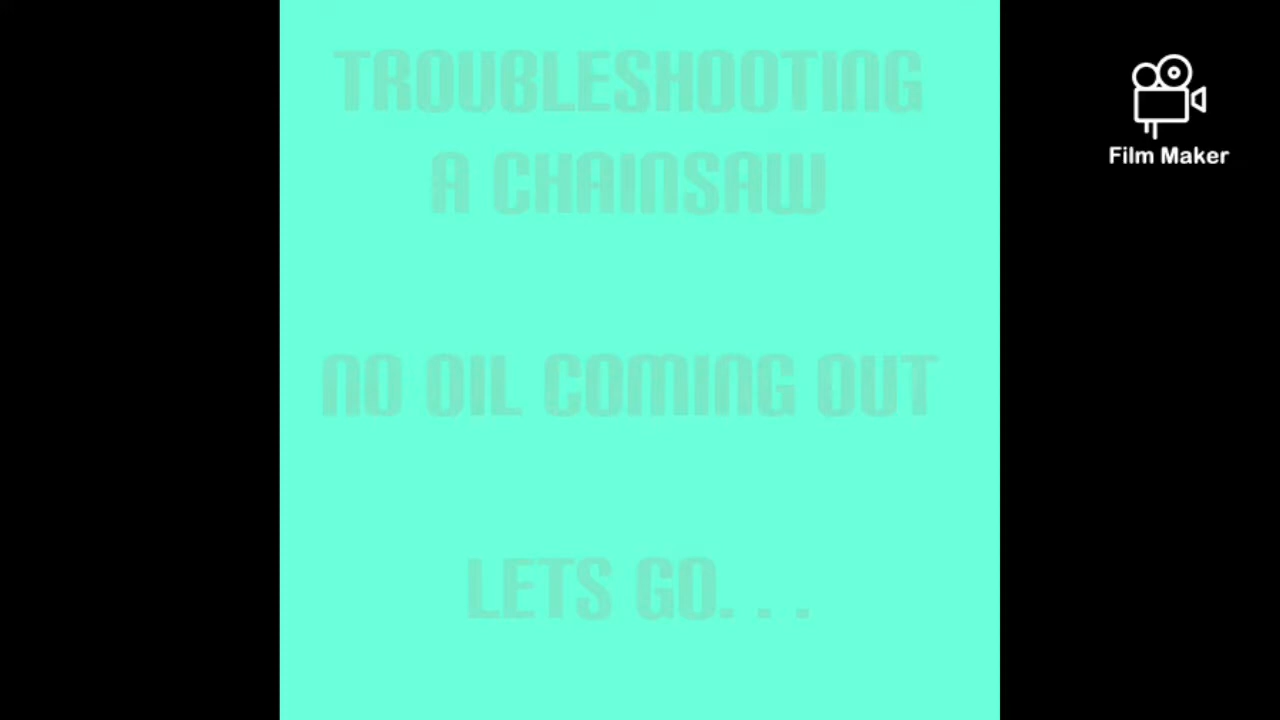 TROUBLESHOOTING
A CHAINSAW
NO OIL COMING OUT
LETS GO. . .
Film Maker